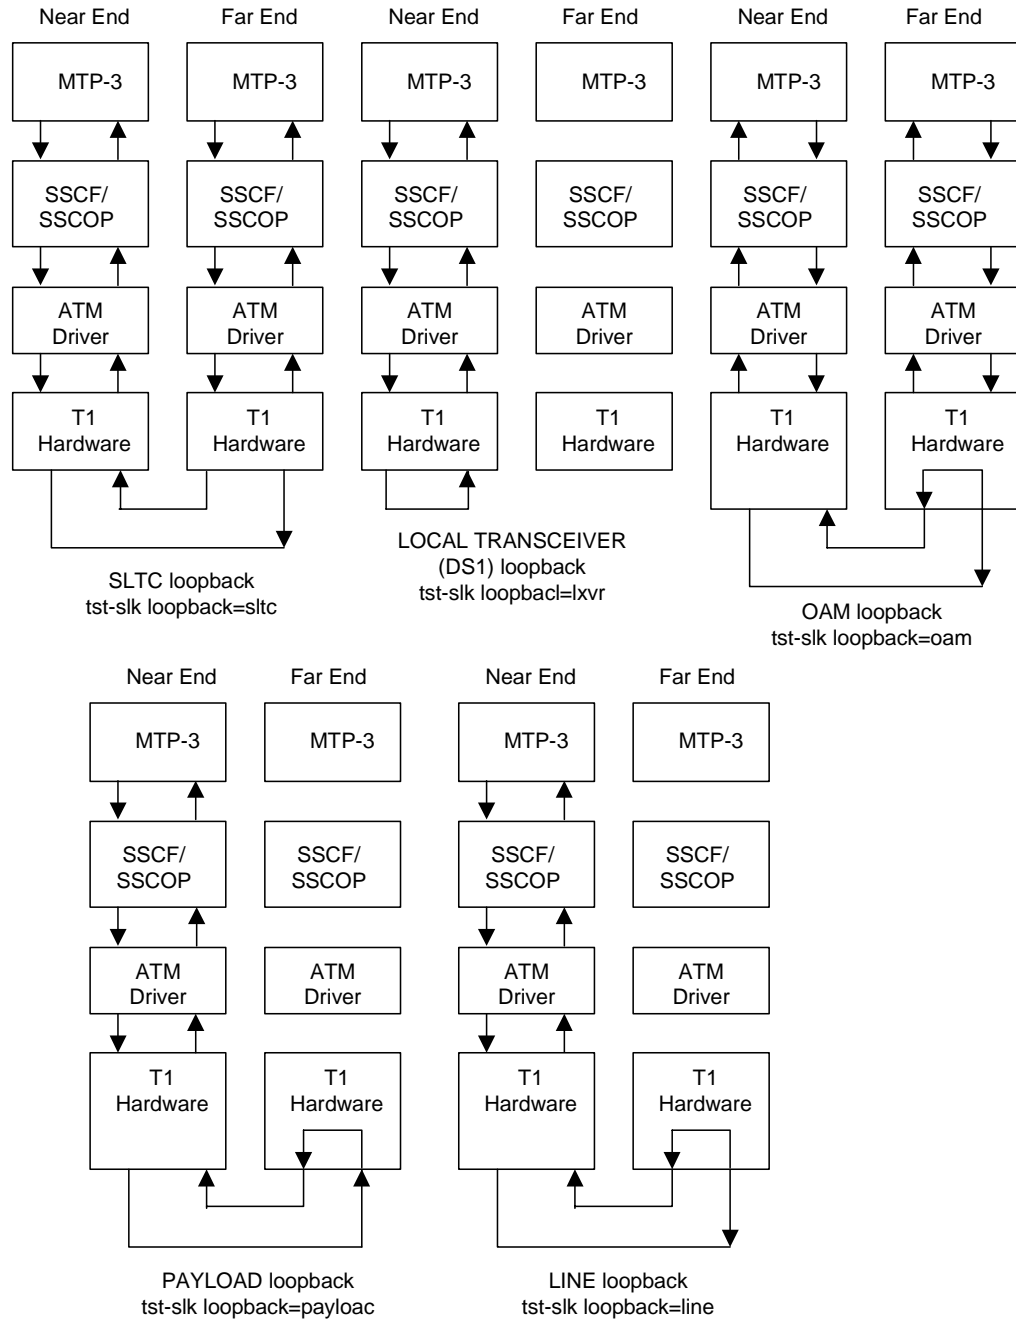 Near End Far End Near End Far End Near End Far End
MTP-3 MTP-3 MTP-3 MTP-3 MTP-3 MTP-3
SSCF/ SSCF/ SSCF/ SSCF/ SSCF/ SSCF/
SSCOP SSCOP SSCOP SSCOP SSCOP SSCOP
ATM ATM ATM ATM ATM ATM
Driver Driver Driver Driver Driver Driver
T1 T1 T1 T1 T1 T1
Hardware Hardware Hardware Hardware Hardware Hardware
SLTC loopback
tst-slk loopback=sltc
LOCAL TRANSCEIVER
(DS1) loopback
tst-slk loopbacl=lxvr
OAM loopback
tst-slk loopback=oam
Near End Far End Near End Far End
MTP-3 MTP-3 MTP-3 MTP-3
SSCF/ SSCF/ SSCF/ SSCF/
SSCOP SSCOP SSCOP SSCOP
ATM ATM ATM ATM
Driver Driver Driver Driver
T1 T1 T1 T1
Hardware Hardware Hardware Hardware
PAYLOAD loopback
tst-slk loopback=payloac
LINE loopback
tst-slk loopback=line